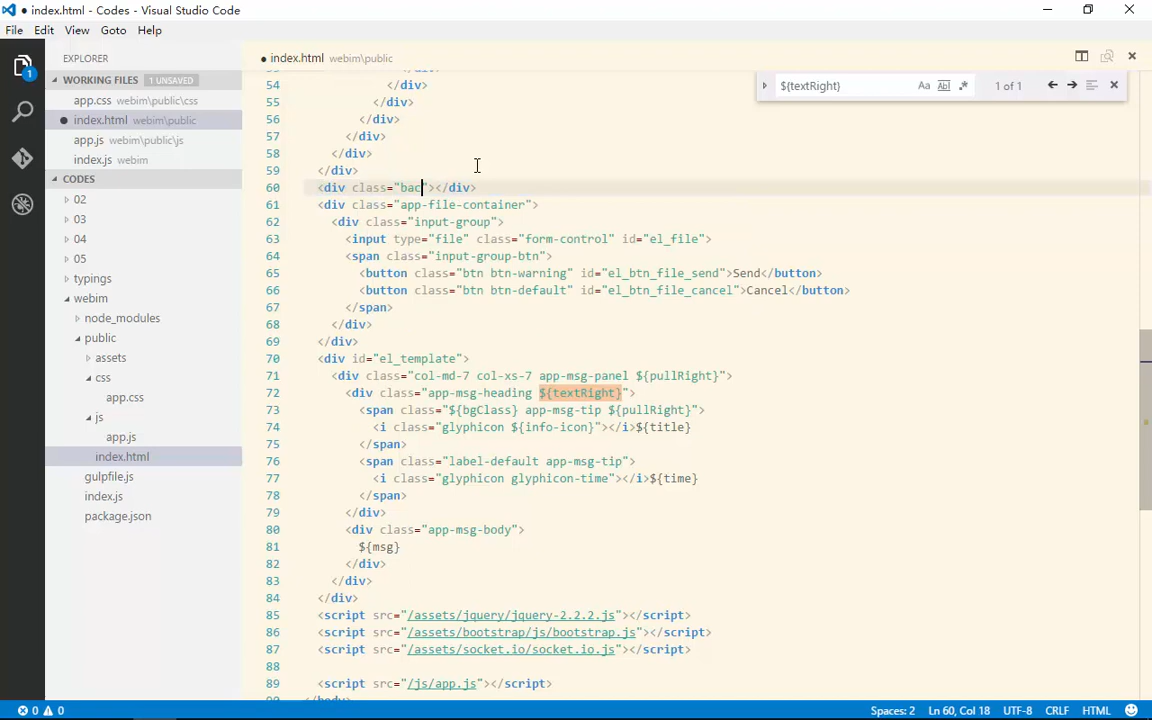 ● index.html - Codes - Visual Studio Code
File Edit View Goto Help
EXPLORER
WORKING FILES 1 UNSAVED
app.css webim\public\css
index.html webim\public
app.js webim\public\js
index.js webim
CODES
02
03
04
05
typings
webim
node_modules
public
assets
css
app.css
js
app.js
index.html
gulpfile.js
index.js
package.json
1
● index.html webim\public
${textRight} Aa Ab| .* 1 of 1
54 </div>
55 </div>
56 </div>
57 </div>
58 </div>
59 </div>
60 <div class="bac"></div>
61 <div class="app-file-container">
62 <div class="input-group">
63 <input type="file" class="form-control" id="el_file">
64 <span class="input-group-btn">
65 <button class="btn btn-warning" id="el_btn_file_send">Send</button>
66 <button class="btn btn-default" id="el_btn_file_cancel">Cancel</button>
67 </span>
68 </div>
69 </div>
70 <div id="el_template">
71 <div class="col-md-7 col-xs-7 app-msg-panel ${pullRight}">
72 <div class="app-msg-heading ${textRight}">
73 <span class="${bgClass} app-msg-tip ${pullRight}">
74 <i class="glyphicon ${info-icon}"></i>${title}
75 </span>
76 <span class="label-default app-msg-tip">
77 <i class="glyphicon glyphicon-time"></i>${time}
78 </span>
79 </div>
80 <div class="app-msg-body">
81 ${msg}
82 </div>
83 </div>
84 </div>
85 <script src="/assets/jquery/jquery-2.2.2.js"></script>
86 <script src="/assets/bootstrap/js/bootstrap.js"></script>
87 <script src="/assets/socket.io/socket.io.js"></script>
88
89 <script src="/js/app.js"></script>
0 0 Spaces: 2 Ln 60, Col 18 UTF-8 CRLF HTML